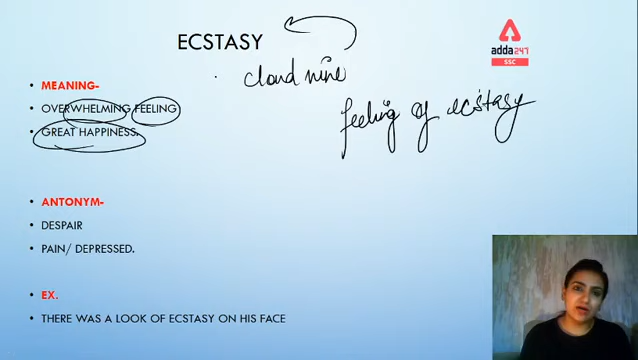 ECSTASY
adda247
SSC
cloud nine
feeling of ecstasy
• MEANING-
• OVERWHELMING FEELING
• GREAT HAPPINESS.
• ANTONYM-
• DESPAIR
• PAIN/ DEPRESSED.
• EX.
• THERE WAS A LOOK OF ECSTASY ON HIS FACE